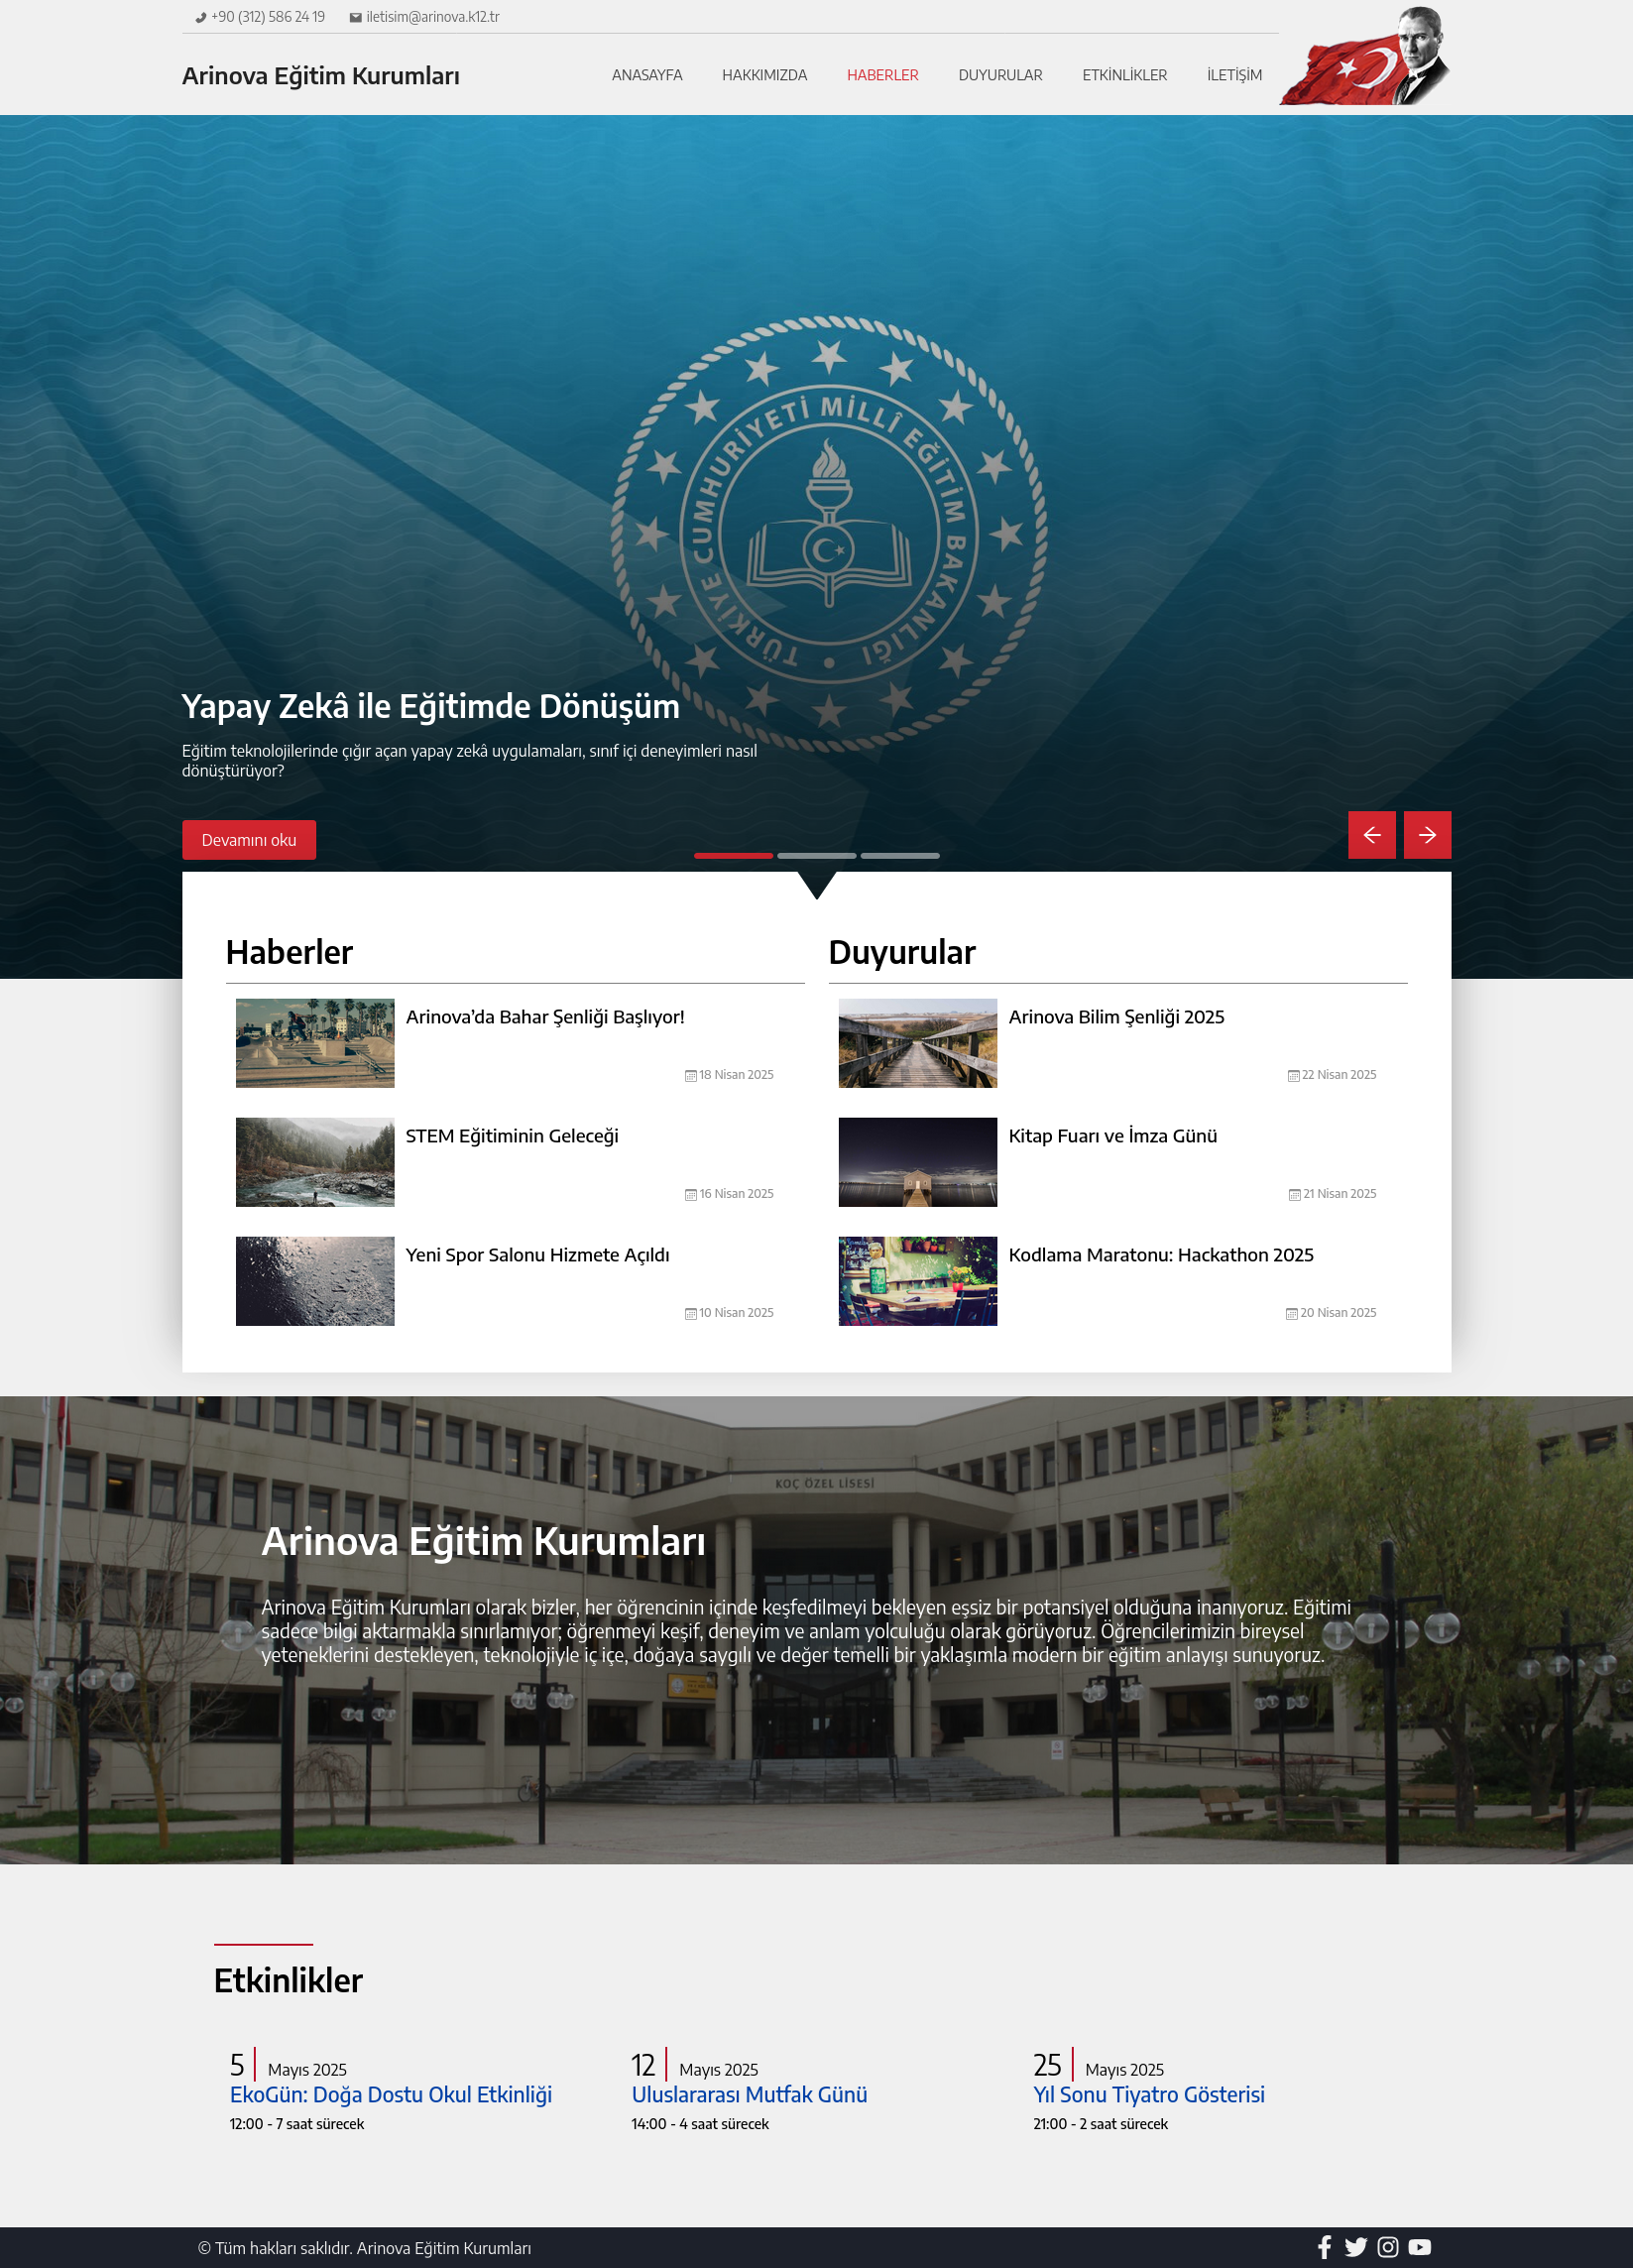 +90 (312) 586 24 19
iletisim@arinova.k12.tr
Arinova Eğitim Kurumları
ANASAYFA
HAKKIMIZDA
HABERLER
DUYURULAR
ETKİNLİKLER
İLETİŞİM
TÜRKİYE CUMHURİYETİ MİLLÎ EĞİTİM BAKANLIĞI
Yapay Zekâ ile Eğitimde Dönüşüm
Eğitim teknolojilerinde çığır açan yapay zekâ uygulamaları, sınıf içi deneyimleri nasıl
dönüştürüyor?
Devamını oku
Haberler
Arinova’da Bahar Şenliği Başlıyor!
18 Nisan 2025
STEM Eğitiminin Geleceği
16 Nisan 2025
Yeni Spor Salonu Hizmete Açıldı
10 Nisan 2025
Duyurular
Arinova Bilim Şenliği 2025
22 Nisan 2025
Kitap Fuarı ve İmza Günü
21 Nisan 2025
Kodlama Maratonu: Hackathon 2025
20 Nisan 2025
KOÇ ÖZEL LİSESİ
Arinova Eğitim Kurumları
Arinova Eğitim Kurumları olarak bizler, her öğrencinin içinde keşfedilmeyi bekleyen eşsiz bir potansiyel olduğuna inanıyoruz. Eğitimi
sadece bilgi aktarmakla sınırlamıyor; öğrenmeyi keşif, deneyim ve anlam yolculuğu olarak görüyoruz. Öğrencilerimizin bireysel
yeteneklerini destekleyen, teknolojiyle iç içe, doğaya saygılı ve değer temelli bir yaklaşımla modern bir eğitim anlayışı sunuyoruz.
Etkinlikler
5 Mayıs 2025
EkoGün: Doğa Dostu Okul Etkinliği
12:00 - 7 saat sürecek
12 Mayıs 2025
Uluslararası Mutfak Günü
14:00 - 4 saat sürecek
25 Mayıs 2025
Yıl Sonu Tiyatro Gösterisi
21:00 - 2 saat sürecek
© Tüm hakları saklıdır. Arinova Eğitim Kurumları